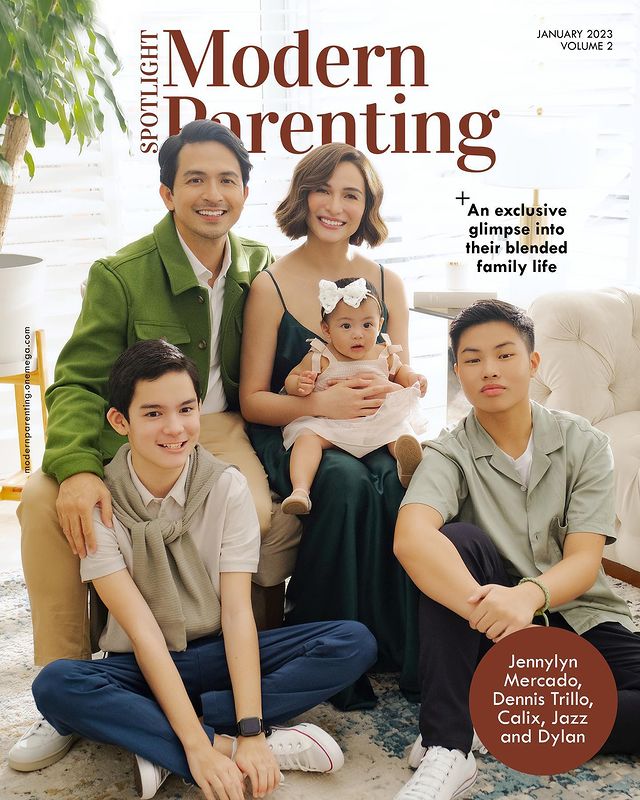 SPOTLIGHT
Modern
Parenting
JANUARY 2023
VOLUME 2
+
An exclusive
glimpse into
their blended
family life
modernparenting.onemega.com
Jennylyn
Mercado,
Dennis Trillo,
Calix, Jazz
and Dylan